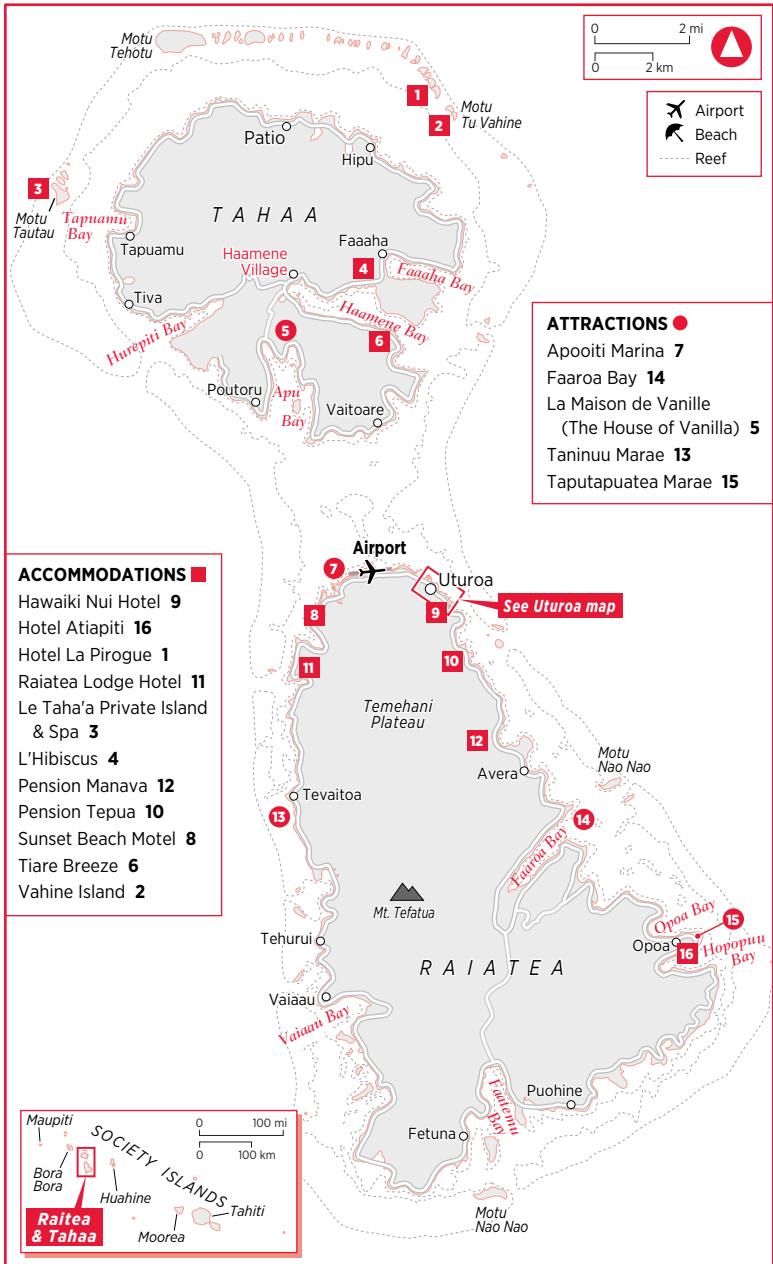 Motu
Tehotu
0 2 mi
0 2 km
1
2
Motu
Tu Vahine
Airport
Beach
Reef
Patio
Hipu
3
Motu
Tautau
Tapuamu
Bay
TAHAA
Tapuamu
Haamene
Village
Faaaha
4
Faaaha Bay
Tiva
Hurepiti Bay
Haamene Bay
5
6
Poutoru
Apu
Bay
Vaitoare
ATTRACTIONS
Apooiti Marina 7
Faaroa Bay 14
La Maison de Vanille
(The House of Vanilla) 5
Taninuu Marae 13
Taputapuatea Marae 15
ACCOMMODATIONS
Hawaiki Nui Hotel 9
Hotel Atiapiti 16
Hotel La Pirogue 1
Raiatea Lodge Hotel 11
Le Taha'a Private Island
& Spa 3
L'Hibiscus 4
Pension Manava 12
Pension Tepua 10
Sunset Beach Motel 8
Tiare Breeze 6
Vahine Island 2
7
Airport
Uturoa
See Uturoa map
8
9
11
10
Temehani
Plateau
12
Avera
Motu
Nao Nao
Tevaitoa
13
14
Faaroa Bay
Mt. Tefatua
Opoa Bay
15
Opoa
16
Hopopuu
Bay
Tehurui
RAIATEA
Vaiaau
Vaiaau Bay
Puohine
Faatemu
Bay
Fetuna
Motu
Nao Nao
Maupiti
0 100 mi
0 100 km
SOCIETY ISLANDS
Bora
Bora
Huahine
Raitea
& Tahaa
Moorea
Tahiti